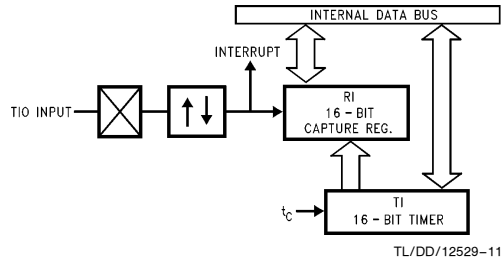 INTERNAL DATA BUS
INTERRUPT
TIO INPUT
RI
16-BIT
CAPTURE REG.
tC
TI
16-BIT TIMER
TL/DD/12529-11